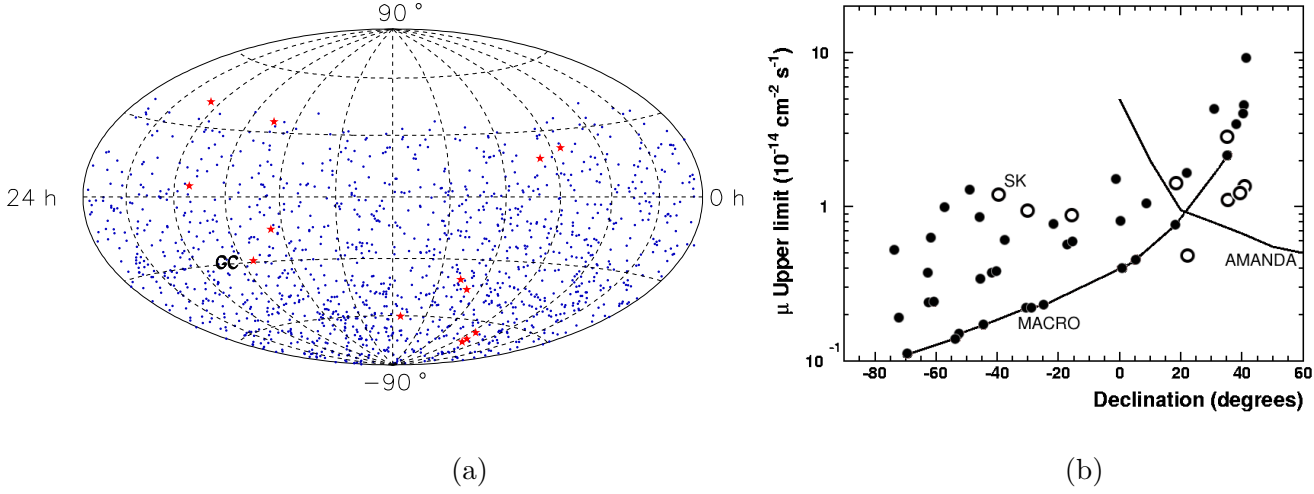 90°
24 h
0 h
GC
−90°
(a)
μ Upper limit (10⁻¹⁴ cm⁻² s⁻¹)
10
1
10⁻¹
SK
AMANDA
MACRO
-80 -60 -40 -20 0 20 40 60
Declination (degrees)
(b)